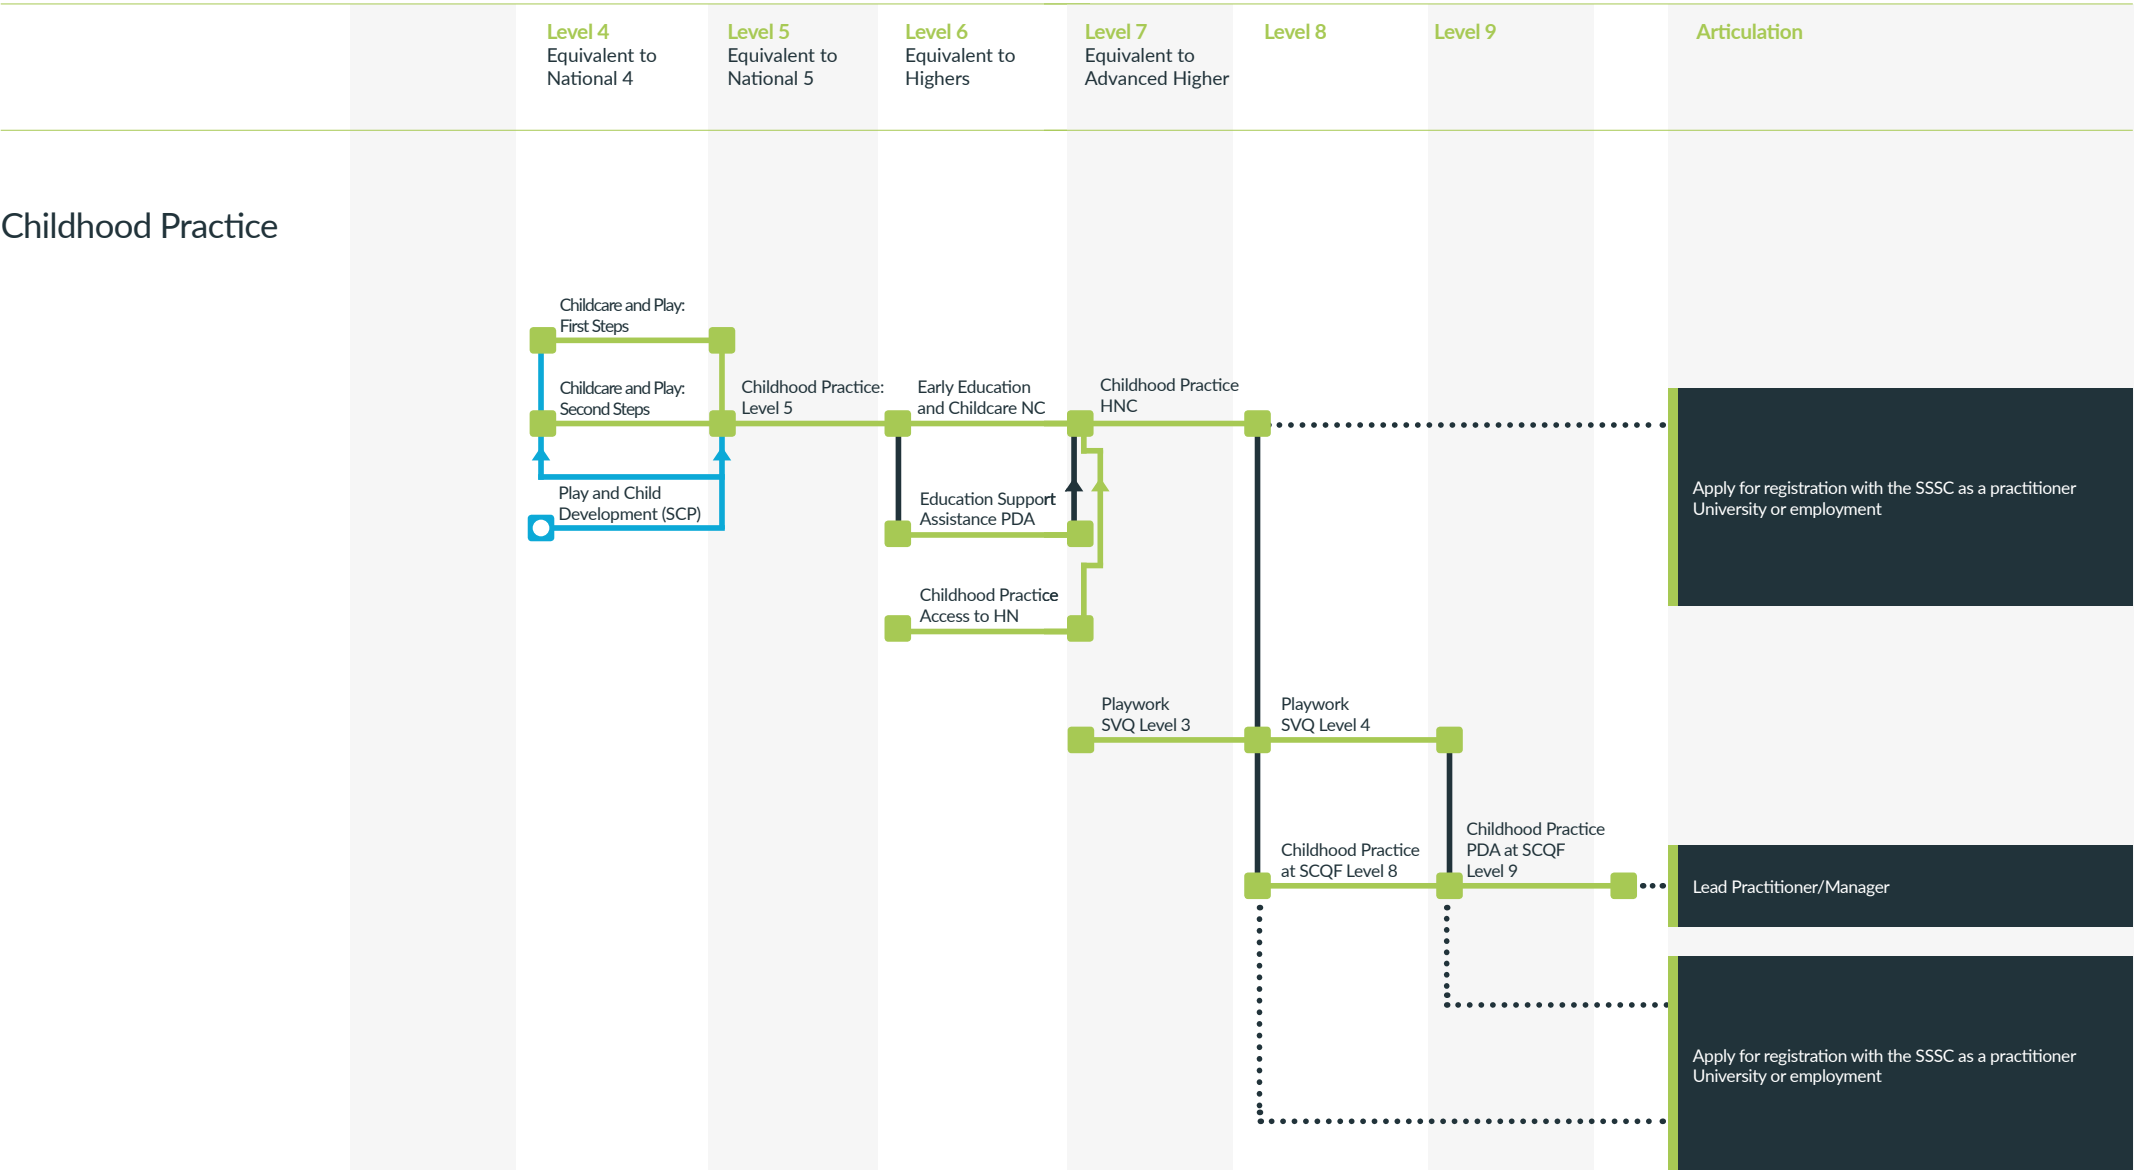 Level 4
Equivalent to
National 4
Level 5
Equivalent to
National 5
Level 6
Equivalent to
Highers
Level 7
Equivalent to
Advanced Higher
Level 8
Level 9
Articulation
Childhood Practice
Childcare and Play:
First Steps
Childcare and Play:
Second Steps
Childhood Practice:
Level 5
Early Education
and Childcare NC
Childhood Practice
HNC
Play and Child
Development (SCP)
Education Support
Assistance PDA
Apply for registration with the SSSC as a practitioner
University or employment
Childhood Practice
Access to HN
Playwork
SVQ Level 3
Playwork
SVQ Level 4
Childhood Practice
at SCQF Level 8
Childhood Practice
PDA at SCQF
Level 9
Lead Practitioner/Manager
Apply for registration with the SSSC as a practitioner
University or employment